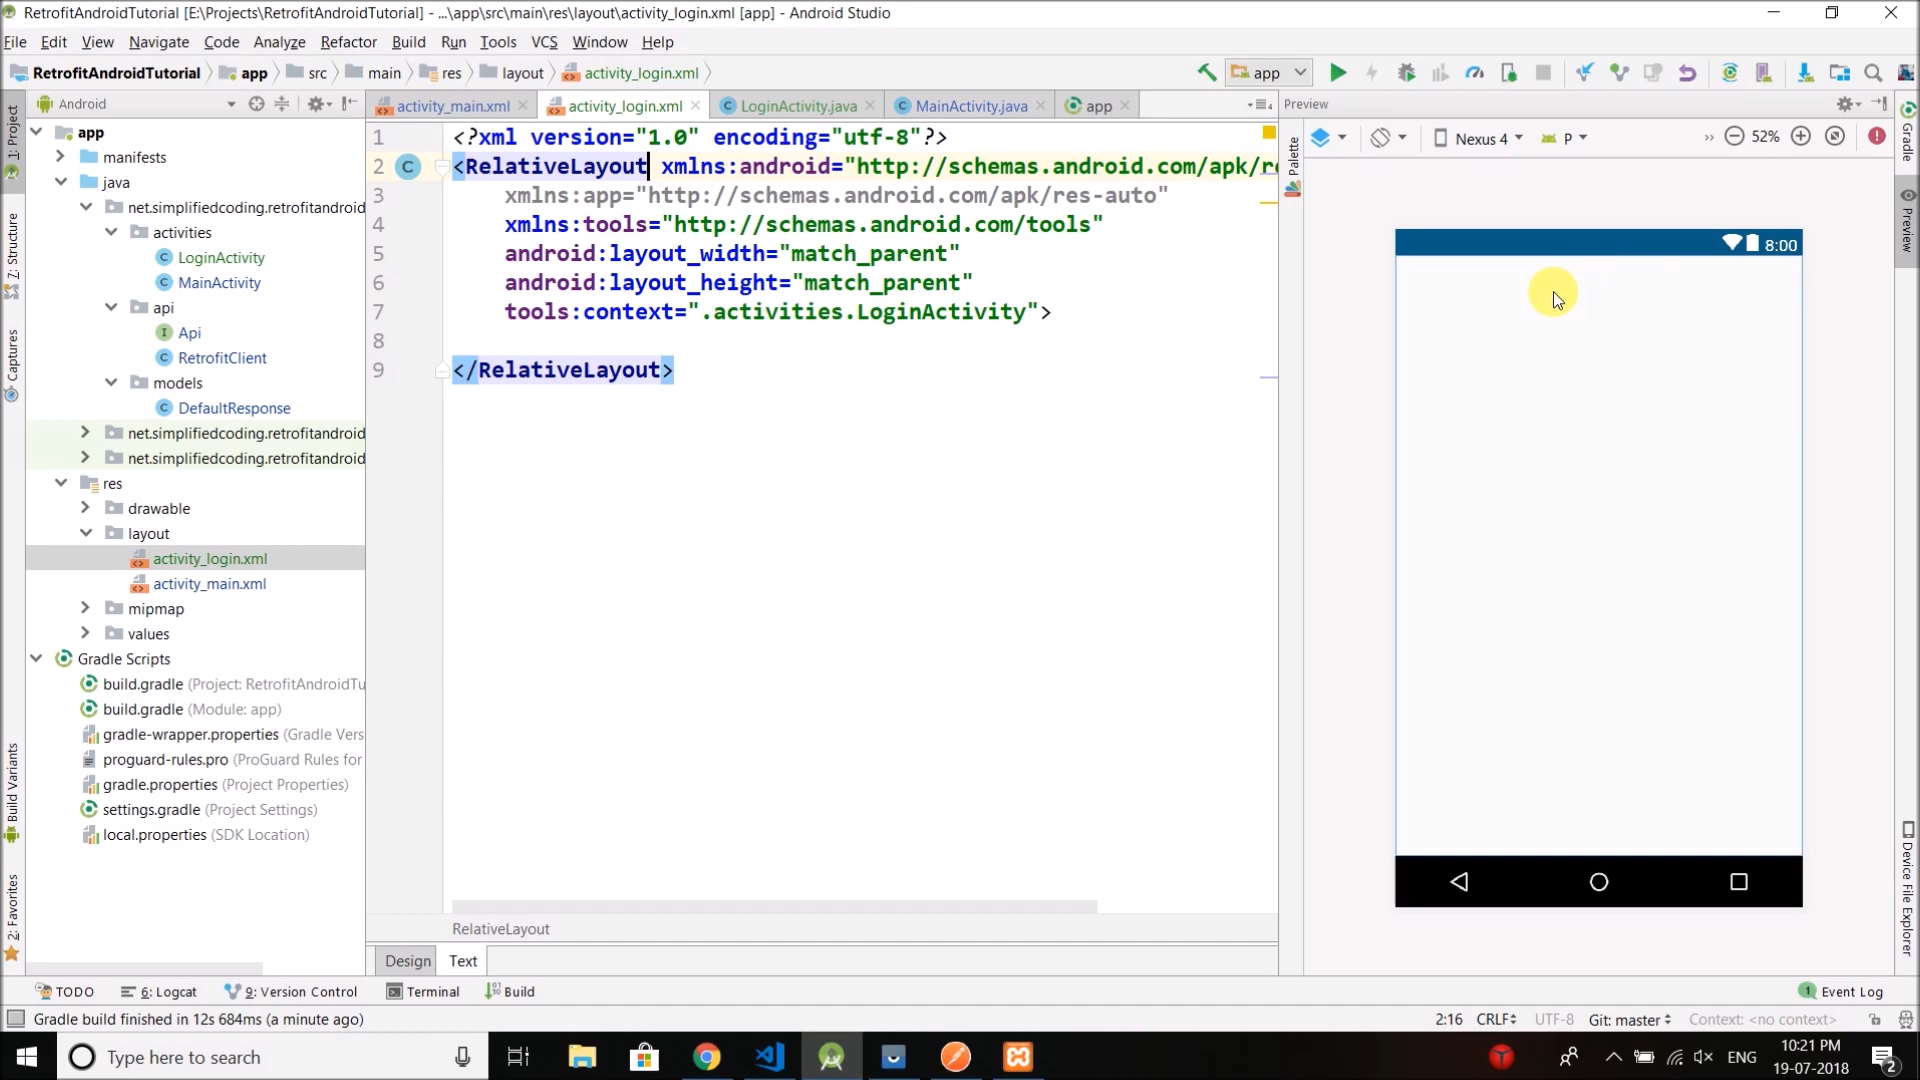 RetrofitAndroidTutorial [E:\Projects\RetrofitAndroidTutorial] - ...\app\src\main\res\layout\activity_login.xml [app] - Android Studio
File Edit View Navigate Code Analyze Refactor Build Run Tools VCS Window Help
RetrofitAndroidTutorial app src main res layout activity_login.xml app
Android activity_main.xml activity_login.xml LoginActivity.java MainActivity.java app Preview
Nexus 4 P 52%
1: Project
Z: Structure
Captures
Build Variants
2: Favorites
app
manifests
java
net.simplifiedcoding.retrofitandroid
activities
LoginActivity
MainActivity
api
Api
RetrofitClient
models
DefaultResponse
net.simplifiedcoding.retrofitandroid
net.simplifiedcoding.retrofitandroid
res
drawable
layout
activity_login.xml
activity_main.xml
mipmap
values
Gradle Scripts
build.gradle (Project: RetrofitAndroidTu
build.gradle (Module: app)
gradle-wrapper.properties (Gradle Vers
proguard-rules.pro (ProGuard Rules for
gradle.properties (Project Properties)
settings.gradle (Project Settings)
local.properties (SDK Location)
1 <?xml version="1.0" encoding="utf-8"?>
2 <RelativeLayout xmlns:android="http://schemas.android.com/apk/re
3 xmlns:app="http://schemas.android.com/apk/res-auto"
4 xmlns:tools="http://schemas.android.com/tools"
5 android:layout_width="match_parent"
6 android:layout_height="match_parent"
7 tools:context=".activities.LoginActivity">
8
9 </RelativeLayout>
RelativeLayout
Design Text
Palette
8:00
Gradle
Preview
Device File Explorer
TODO 6: Logcat 9: Version Control Terminal Build 1 Event Log
Gradle build finished in 12s 684ms (a minute ago) 2:16 CRLF UTF-8 Git: master Context: <no context>
Type here to search ENG 10:21 PM
19-07-2018 2